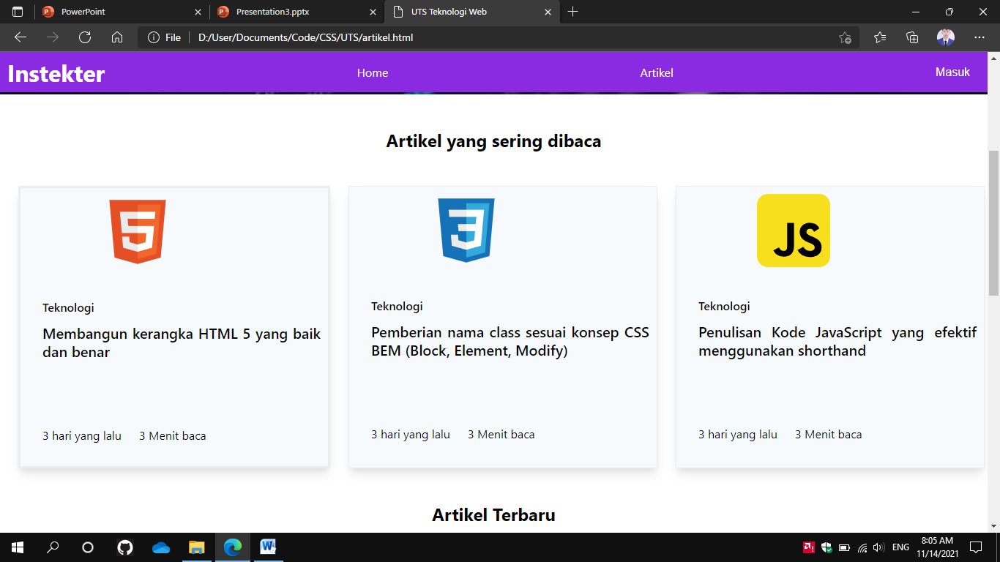 PowerPoint
Presentation3.pptx
UTS Teknologi Web
File
D:/User/Documents/Code/CSS/UTS/artikel.html
Instekter
Home
Artikel
Masuk
Artikel yang sering dibaca
5
Teknologi
Membangun kerangka HTML 5 yang baik
dan benar
3 hari yang lalu
3 Menit baca
3
Teknologi
Pemberian nama class sesuai konsep CSS
BEM (Block, Element, Modify)
3 hari yang lalu
3 Menit baca
JS
Teknologi
Penulisan Kode JavaScript yang efektif
menggunakan shorthand
3 hari yang lalu
3 Menit baca
Artikel Terbaru
ENG
8:05 AM
11/14/2021